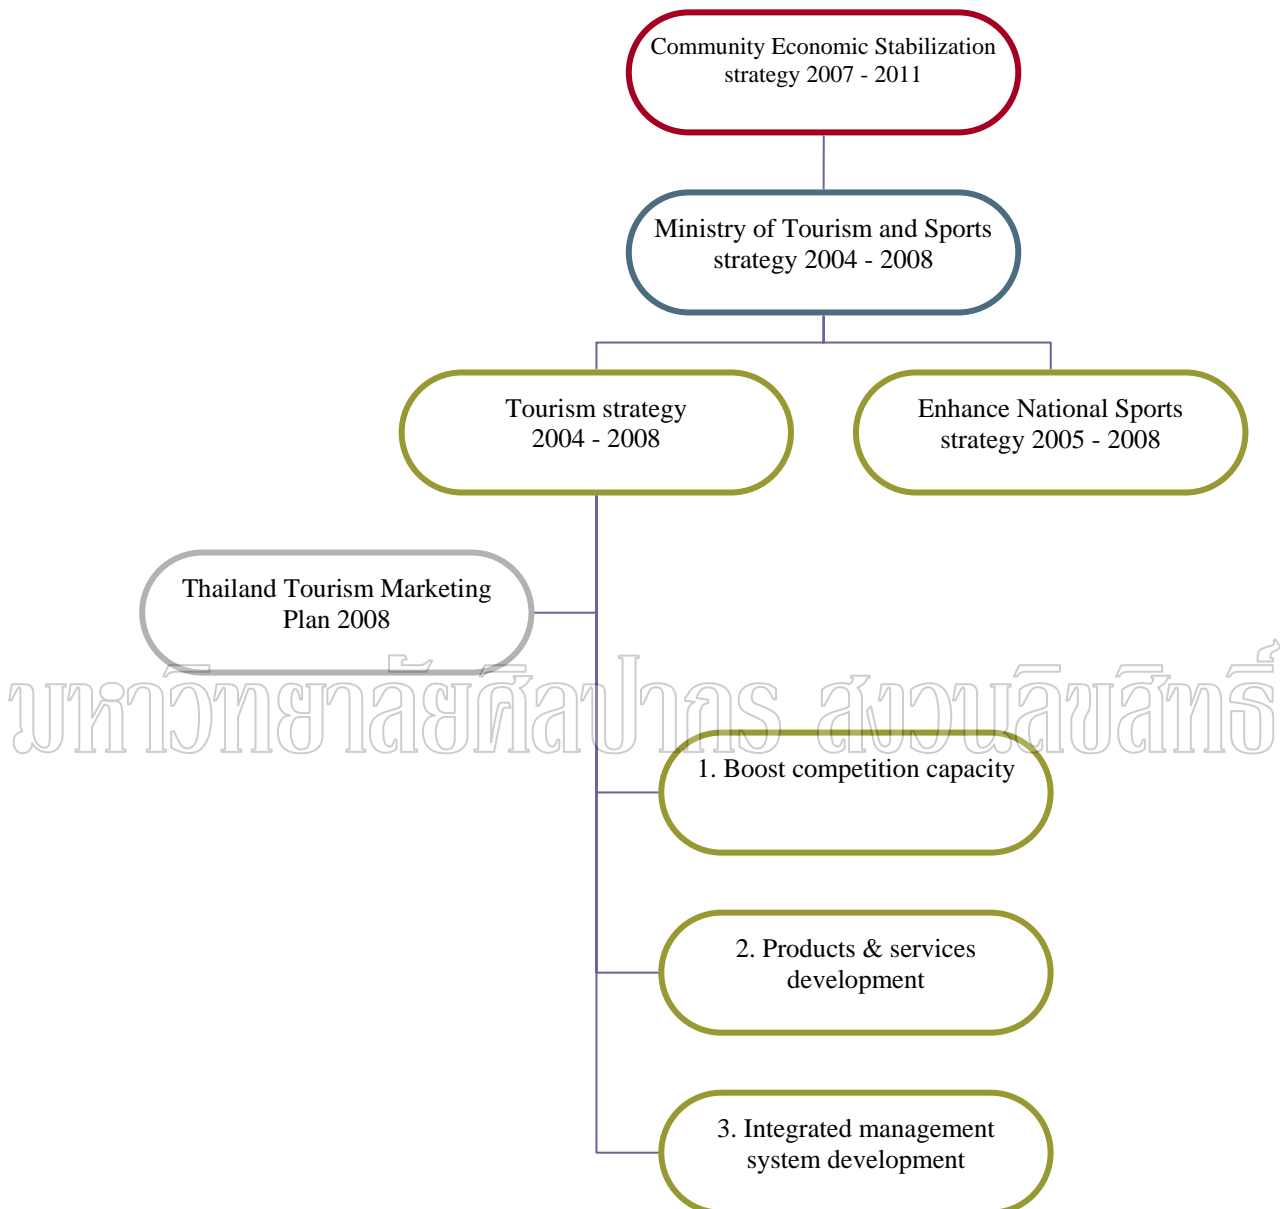 Community Economic Stabilization
strategy 2007 - 2011
Ministry of Tourism and Sports
strategy 2004 - 2008
Tourism strategy
2004 - 2008
Enhance National Sports
strategy 2005 - 2008
Thailand Tourism Marketing
Plan 2008
มหาวิทยาลัยศิลปากร สงวนลิขสิทธิ์
1. Boost competition capacity
2. Products & services
development
3. Integrated management
system development